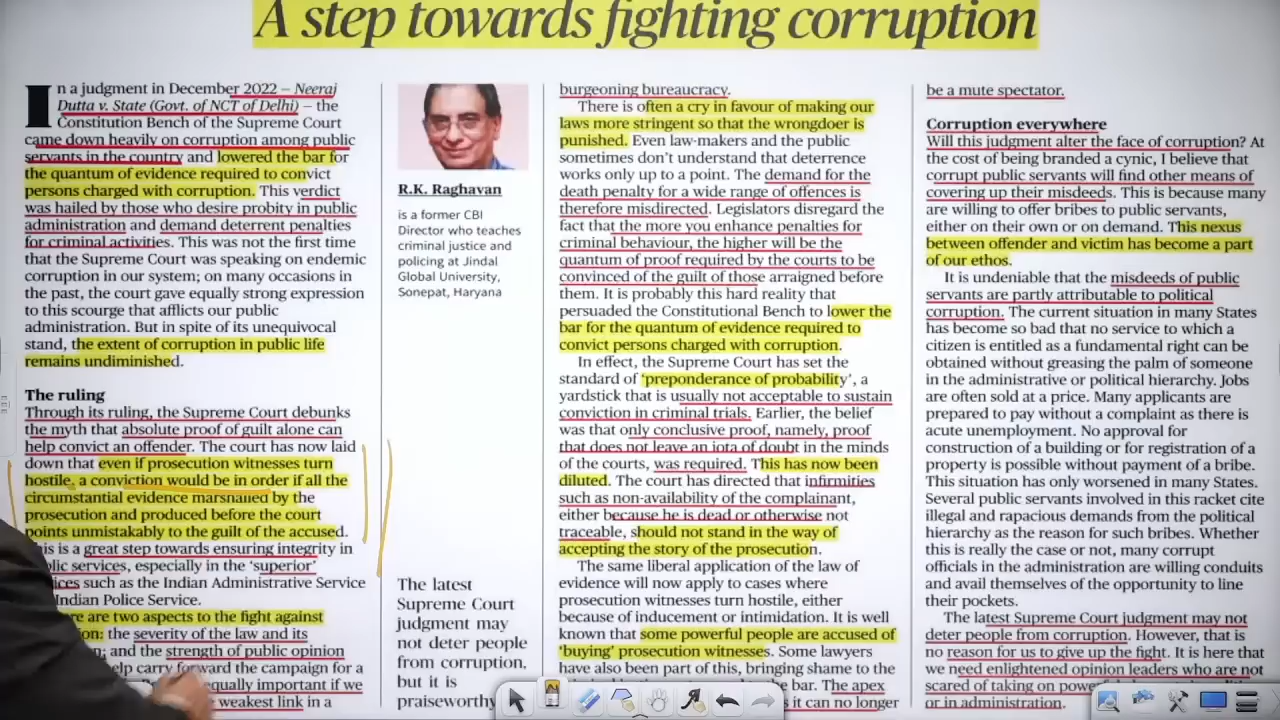 A step towards fighting corruption
In a judgment in December 2022 – Neeraj
Dutta v. State (Govt. of NCT of Delhi) – the
Constitution Bench of the Supreme Court
came down heavily on corruption among public
servants in the country and lowered the bar for
the quantum of evidence required to convict
persons charged with corruption. This verdict
was hailed by those who desire probity in public
administration and demand deterrent penalties
for criminal activities. This was not the first time
that the Supreme Court was speaking on endemic
corruption in our system; on many occasions in
the past, the court gave equally strong expression
to this scourge that afflicts our public
administration. But in spite of its unequivocal
stand, the extent of corruption in public life
remains undiminished.
The ruling
Through its ruling, the Supreme Court debunks
the myth that absolute proof of guilt alone can
help convict an offender. The court has now laid
down that even if prosecution witnesses turn
hostile, a conviction would be in order if all the
circumstantial evidence marshalled by the
prosecution and produced before the court
points unmistakably to the guilt of the accused.
is is a great step towards ensuring integrity in
services, especially in the 'superior'
such as the Indian Administrative Service
Indian Police Service.
are two aspects to the fight against
the severity of the law and its
and the strength of public opinion
help carry forward the campaign for a
equally important if we
weakest link in a
R.K. Raghavan
is a former CBI
Director who teaches
criminal justice and
policing at Jindal
Global University,
Sonepat, Haryana
The latest
Supreme Court
judgment may
not deter people
from corruption,
but it is
praiseworthy
burgeoning bureaucracy.
There is often a cry in favour of making our
laws more stringent so that the wrongdoer is
punished. Even law-makers and the public
sometimes don't understand that deterrence
works only up to a point. The demand for the
death penalty for a wide range of offences is
therefore misdirected. Legislators disregard the
fact that the more you enhance penalties for
criminal behaviour, the higher will be the
quantum of proof required by the courts to be
convinced of the guilt of those arraigned before
them. It is probably this hard reality that
persuaded the Constitutional Bench to lower the
bar for the quantum of evidence required to
convict persons charged with corruption.
In effect, the Supreme Court has set the
standard of 'preponderance of probability', a
yardstick that is usually not acceptable to sustain
conviction in criminal trials. Earlier, the belief
was that only conclusive proof, namely, proof
that does not leave an iota of doubt in the minds
of the courts, was required. This has now been
diluted. The court has directed that infirmities
such as non-availability of the complainant,
either because he is dead or otherwise not
traceable, should not stand in the way of
accepting the story of the prosecution.
The same liberal application of the law of
evidence will now apply to cases where
prosecution witnesses turn hostile, either
because of inducement or intimidation. It is well
known that some powerful people are accused of
'buying' prosecution witnesses. Some lawyers
have also been part of this, bringing shame to the
bar. The apex
it can no longer
be a mute spectator.
Corruption everywhere
Will this judgment alter the face of corruption? At
the cost of being branded a cynic, I believe that
corrupt public servants will find other means of
covering up their misdeeds. This is because many
are willing to offer bribes to public servants,
either on their own or on demand. This nexus
between offender and victim has become a part
of our ethos.
It is undeniable that the misdeeds of public
servants are partly attributable to political
corruption. The current situation in many States
has become so bad that no service to which a
citizen is entitled as a fundamental right can be
obtained without greasing the palm of someone
in the administrative or political hierarchy. Jobs
are often sold at a price. Many applicants are
prepared to pay without a complaint as there is
acute unemployment. No approval for
construction of a building or for registration of a
property is possible without payment of a bribe.
This situation has only worsened in many States.
Several public servants involved in this racket cite
illegal and rapacious demands from the political
hierarchy as the reason for such bribes. Whether
this is really the case or not, many corrupt
officials in the administration are willing conduits
and avail themselves of the opportunity to line
their pockets.
The latest Supreme Court judgment may not
deter people from corruption. However, that is
no reason for us to give up the fight. It is here that
we need enlightened opinion leaders who are not
scared of taking on
or in administration.